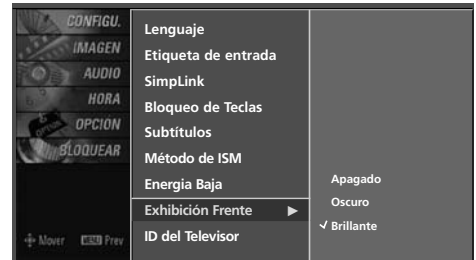 CONFIGU.
IMAGEN
AUDIO
HORA
OPCION
BLOQUEAR
Mover MENU Prev
Lenguaje
Etiqueta de entrada
SimpLink
Bloqueo de Teclas
Subtítulos
Método de ISM
Energia Baja
Exhibición Frente ▶
ID del Televisor
Apagado
Oscuro
✓ Brillante